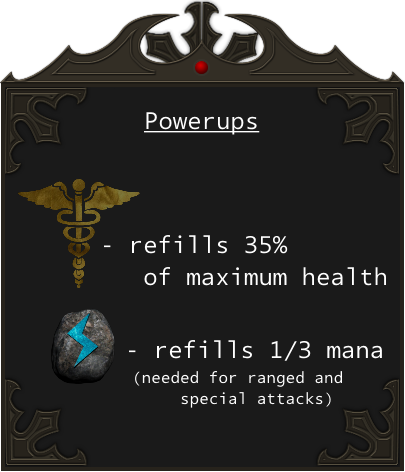 Powerups
- refills 35%
of maximum health
- refills 1/3 mana
(needed for ranged and
special attacks)